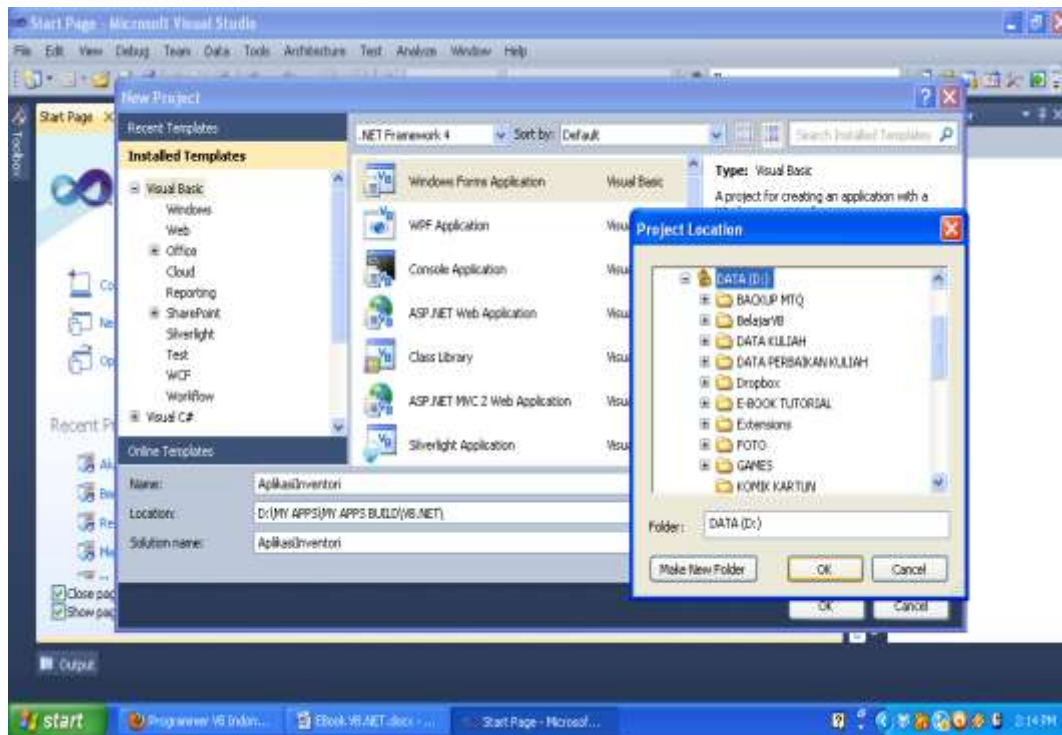 Start Page - Microsoft Visual Studio
File Edit View Debug Team Data Tools Architecture Test Analyze Window Help
New Project
Toolbox
Start Page
Recent Templates
.NET Framework 4
Sort by: Default
Search Installed Templates
Installed Templates
Visual Basic
Windows
Web
Office
Cloud
Reporting
SharePoint
Silverlight
Test
WCF
Workflow
Visual C#
Online Templates
Windows Forms Application Visual Basic
WPF Application
Console Application
ASP.NET Web Application
Class Library
ASP.NET MVC 2 Web Application
Silverlight Application
Type: Visual Basic
A project for creating an application with a
Project Location
DATA (D:)
BACKUP MTQ
BelajarVB
DATA KULIAH
DATA PERBAIKAN KULIAH
Dropbox
E-BOOK TUTORIAL
Extensions
FOTO
GAMES
KOMIK KARTUN
Folder: DATA (D:)
Make New Folder OK Cancel
Name: AplikasiInventori
Location: D:\MY APPS\MY APPS BUILD\VB.NET\
Solution name: AplikasiInventori
OK Cancel
Recent Pr
Close pag
Show pag
Output
start
Programmer VB Indon...
EBook VB.NET.docx - ...
Start Page - Microsof...
2:14 PM